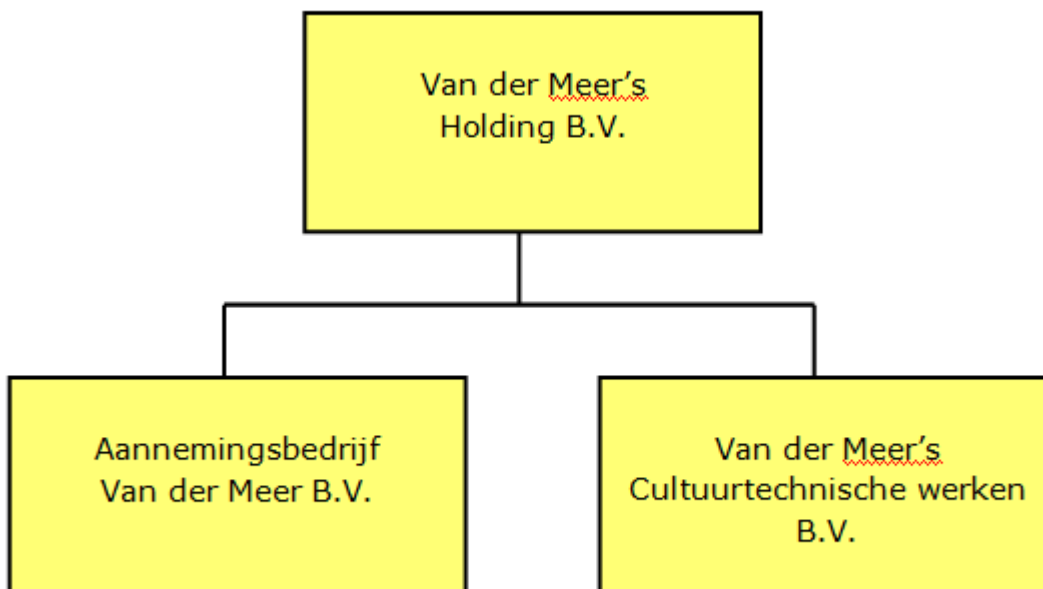 Van der Meer’s
Holding B.V.
Aannemingsbedrijf
Van der Meer B.V.
Van der Meer’s
Cultuurtechnische werken
B.V.